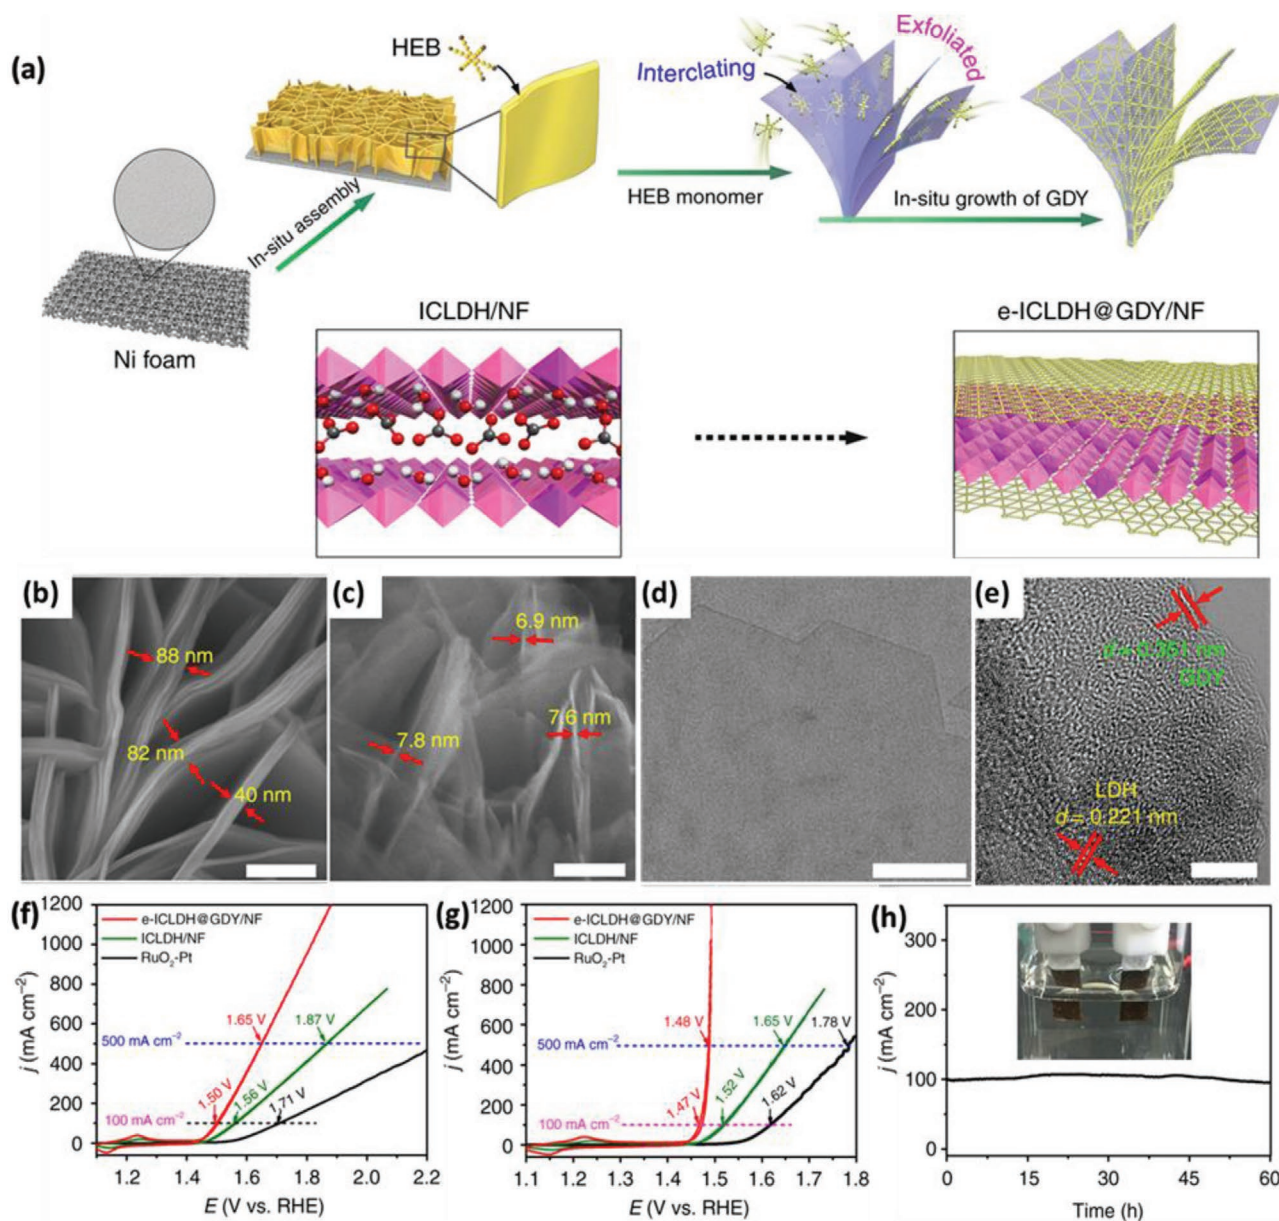 (a)
HEB
Interclating
Exfoliated
In-situ assembly
HEB monomer
In-situ growth of GDY
Ni foam
ICLDH/NF
e-ICLDH@GDY/NF
(b)
88 nm
82 nm
40 nm
(c)
6.9 nm
7.8 nm
7.6 nm
(d)
(e)
d = 0.361 nm
GDY
LDH
d = 0.221 nm
(f)
e-ICLDH@GDY/NF
ICLDH/NF
RuO₂-Pt
1.65 V
1.87 V
500 mA cm⁻²
1.50 V
1.56 V
1.71 V
100 mA cm⁻²
1200
1000
800
600
400
200
0
j (mA cm⁻²)
1.2 1.4 1.6 1.8 2.0 2.2
E (V vs. RHE)
(g)
e-ICLDH@GDY/NF
ICLDH/NF
RuO₂-Pt
1.48 V
1.65 V
1.78 V
500 mA cm⁻²
1.47 V
1.52 V
1.62 V
100 mA cm⁻²
1200
1000
800
600
400
200
0
j (mA cm⁻²)
1.1 1.2 1.3 1.4 1.5 1.6 1.7 1.8
E (V vs. RHE)
(h)
300
200
100
0
j (mA cm⁻²)
0 15 30 45 60
Time (h)